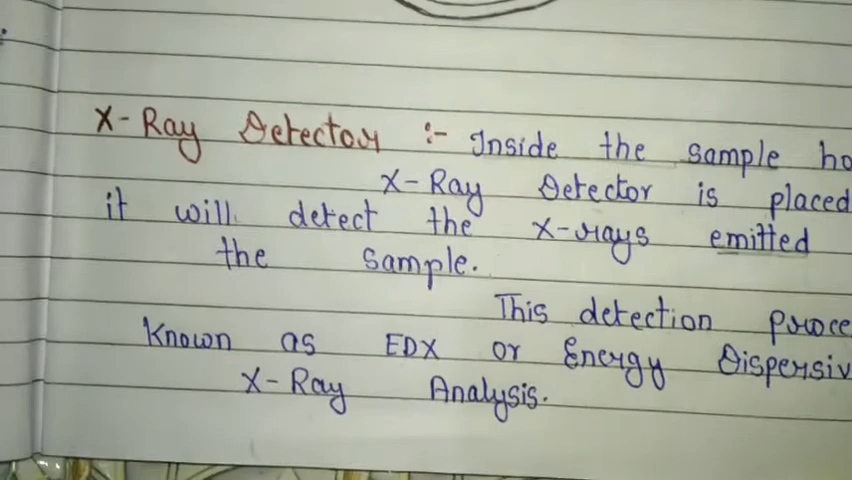 X-Ray Detector :- Inside the sample ho
X-Ray Detector is placed
it will detect the x-rays emitted
the sample.
This detection proce
Known as EDX or Energy Dispersiv
X-Ray Analysis.